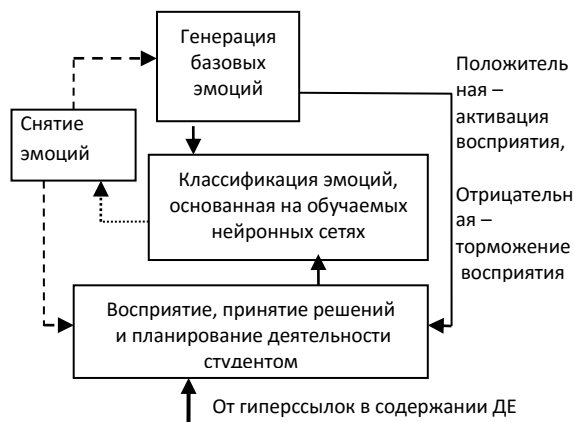 Генерация
базовых
эмоций
Положитель
ная –
активация
восприятия,
Отрицательн
ая –
торможение
восприятия
Снятие
эмоций
Классификация эмоций,
основанная на обучаемых
нейронных сетях
Восприятие, принятие решений
и планирование деятельности
студентом
От гиперссылок в содержании ДЕ